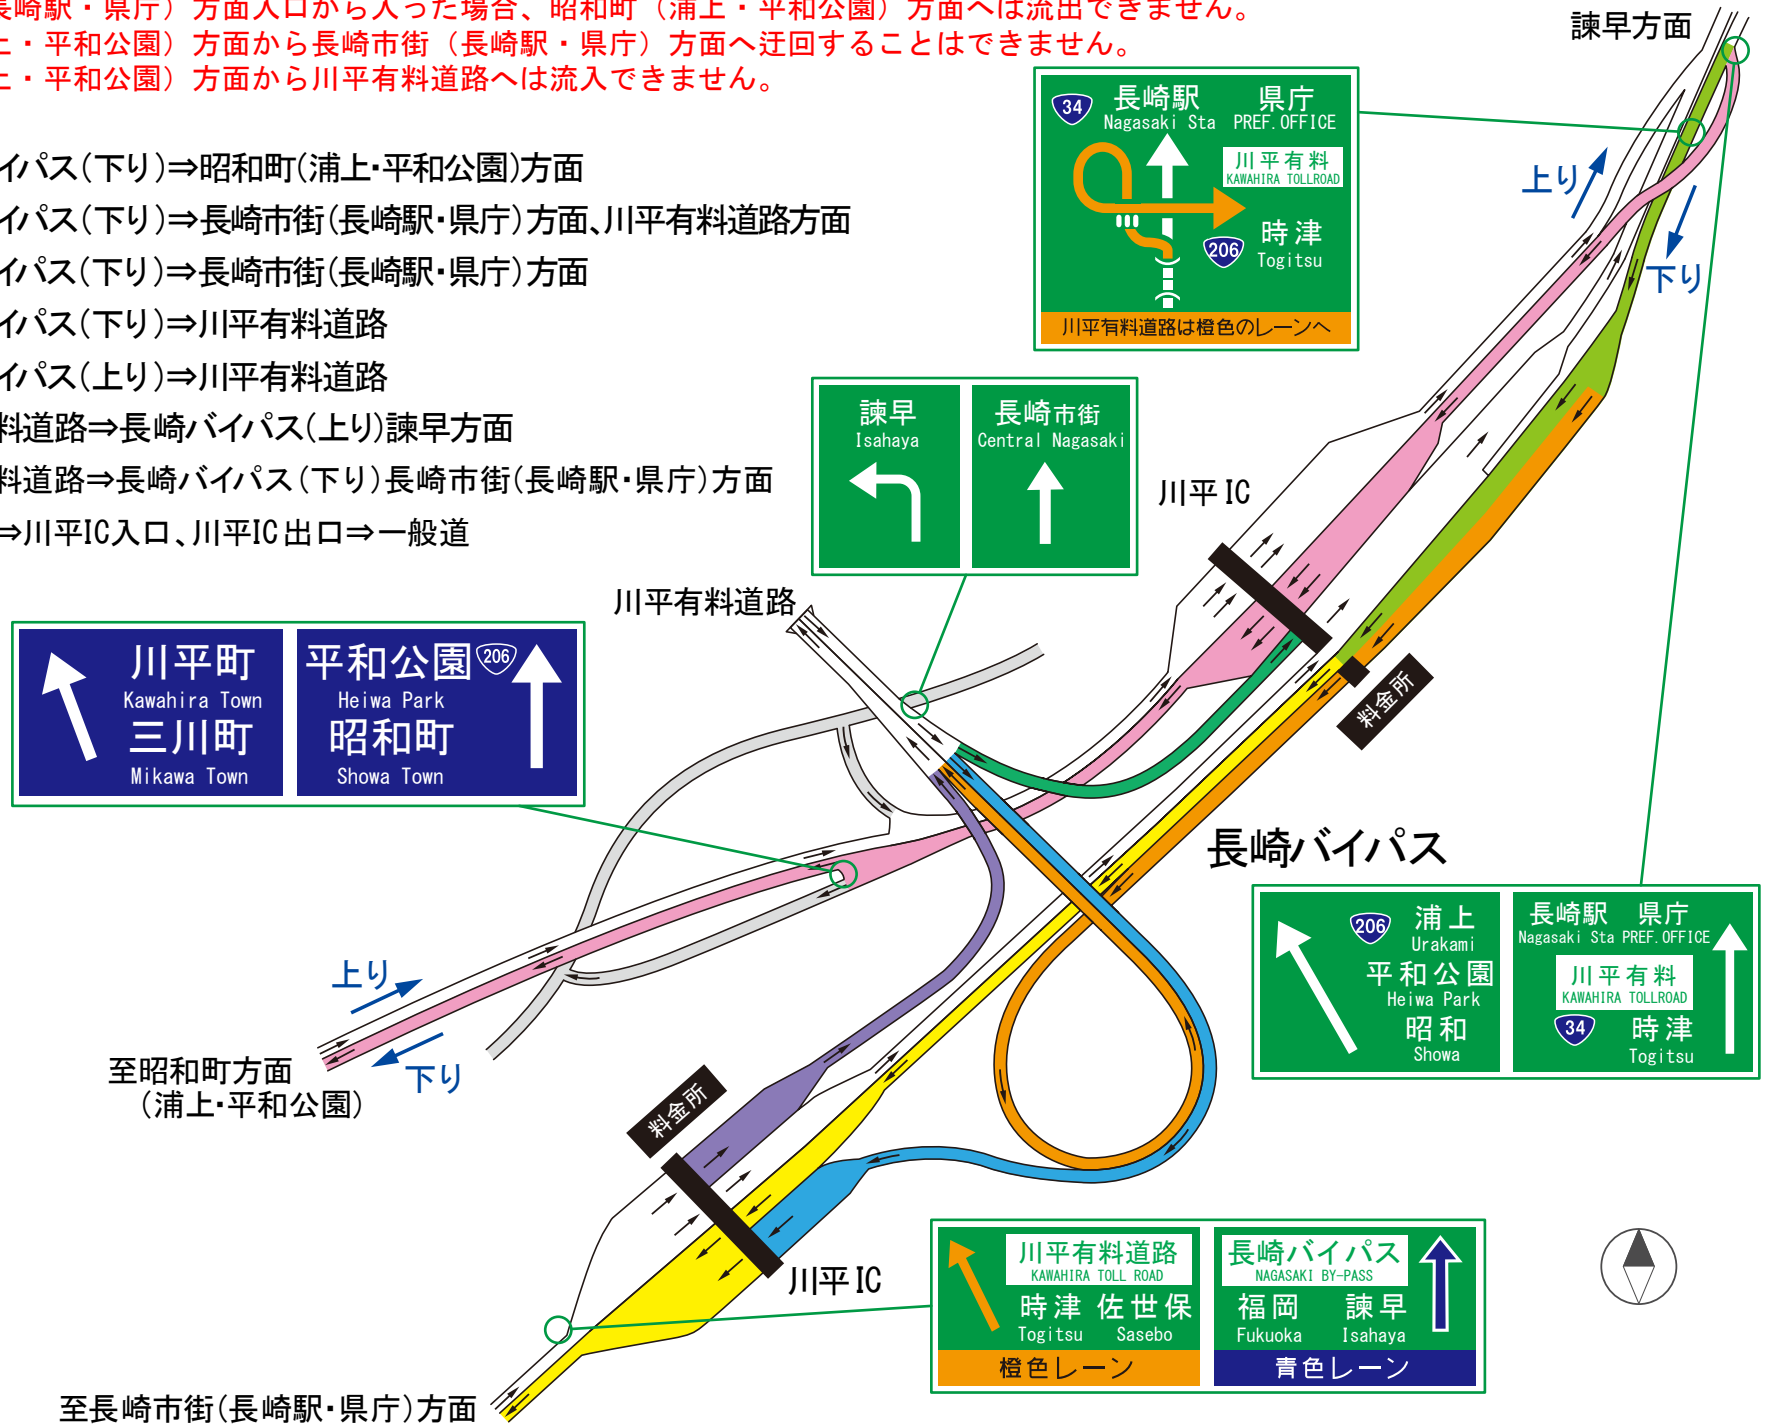 長崎駅・県庁）方面入口から入った場合、昭和町（浦上・平和公園）方面へは流出できません。
上・平和公園）方面から長崎市街（長崎駅・県庁）方面へ迂回することはできません。
上・平和公園）方面から川平有料道路へは流入できません。
イパス(下り)⇒昭和町(浦上・平和公園)方面
イパス(下り)⇒長崎市街(長崎駅・県庁)方面、川平有料道路方面
イパス(下り)⇒長崎市街(長崎駅・県庁)方面
イパス(下り)⇒川平有料道路
イパス(上り)⇒川平有料道路
料道路⇒長崎バイパス(上り)諫早方面
料道路⇒長崎バイパス(下り)長崎市街(長崎駅・県庁)方面
⇒川平IC入口、川平IC出口⇒一般道
諫早方面
34
長崎駅 県庁
Nagasaki Sta PREF.OFFICE
川平有料
KAWAHIRA TOLLROAD
206
時津
Togitsu
川平有料道路は橙色のレーンへ
上り
下り
諫早
Isahaya
長崎市街
Central Nagasaki
川平IC
川平有料道路
川平町
Kawahira Town
三川町
Mikawa Town
平和公園
206
Heiwa Park
昭和町
Showa Town
料金所
長崎バイパス
206
浦上
Urakami
平和公園
Heiwa Park
昭和
Showa
長崎駅 県庁
Nagasaki Sta PREF.OFFICE
川平有料
KAWAHIRA TOLLROAD
34
時津
Togitsu
上り
下り
至昭和町方面
(浦上・平和公園)
料金所
川平IC
川平有料道路
KAWAHIRA TOLL ROAD
時津 佐世保
Togitsu Sasebo
橙色レーン
長崎バイパス
NAGASAKI BY-PASS
福岡 諫早
Fukuoka Isahaya
青色レーン
至長崎市街(長崎駅・県庁)方面